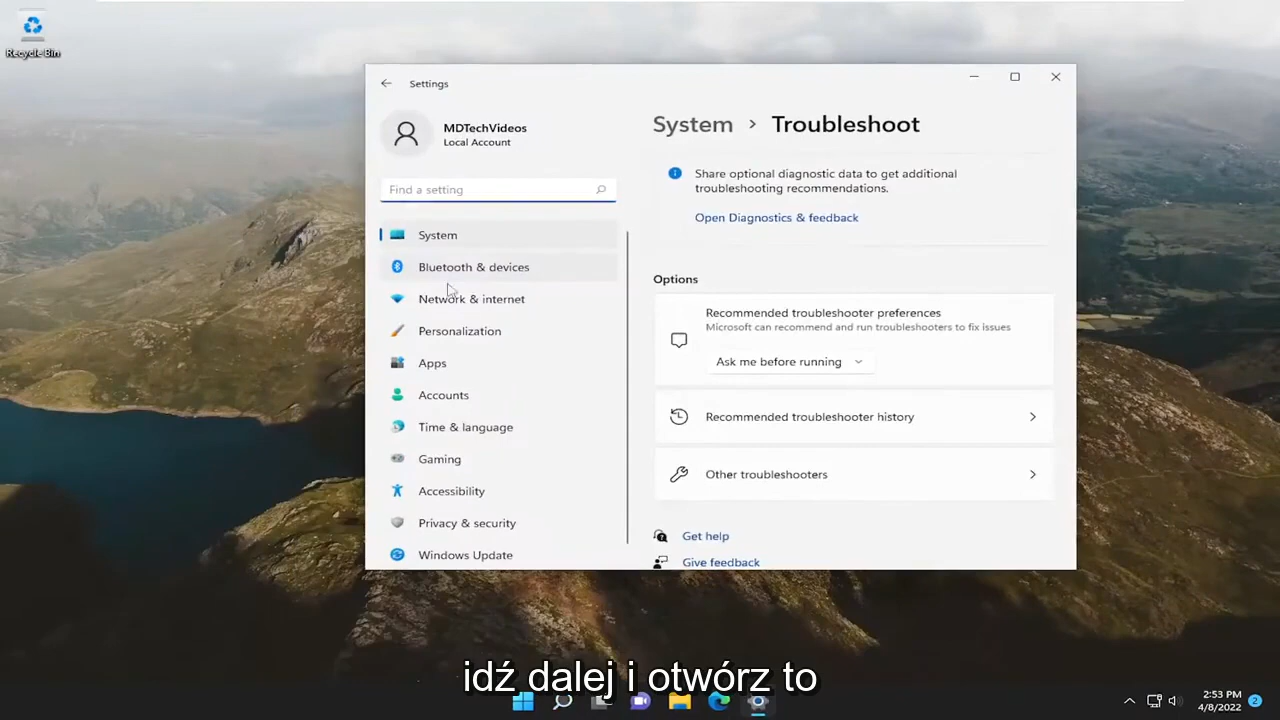 Recycle Bin
Settings
MDTechVideos
Local Account
Find a setting
System
Bluetooth & devices
Network & internet
Personalization
Apps
Accounts
Time & language
Gaming
Accessibility
Privacy & security
Windows Update
System > Troubleshoot
Share optional diagnostic data to get additional
troubleshooting recommendations.
Open Diagnostics & feedback
Options
Recommended troubleshooter preferences
Microsoft can recommend and run troubleshooters to fix issues
Ask me before running
Recommended troubleshooter history
Other troubleshooters
Get help
Give feedback
idź dalej i otwórz to
2:53 PM
4/8/2022
2